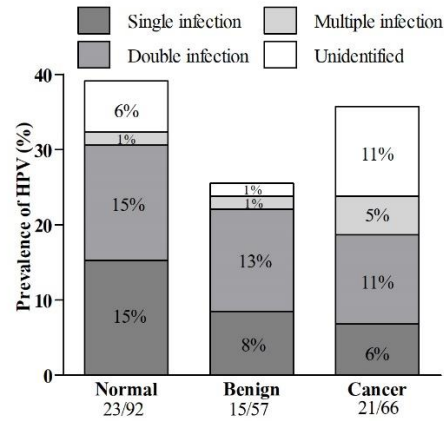 Single infection
Multiple infection
Double infection
Unidentified
Prevalence of HPV (%)
40
30
20
10
0
6%
1%
15%
15%
1%
1%
13%
8%
11%
5%
11%
6%
Normal
Benign
Cancer
23/92
15/57
21/66